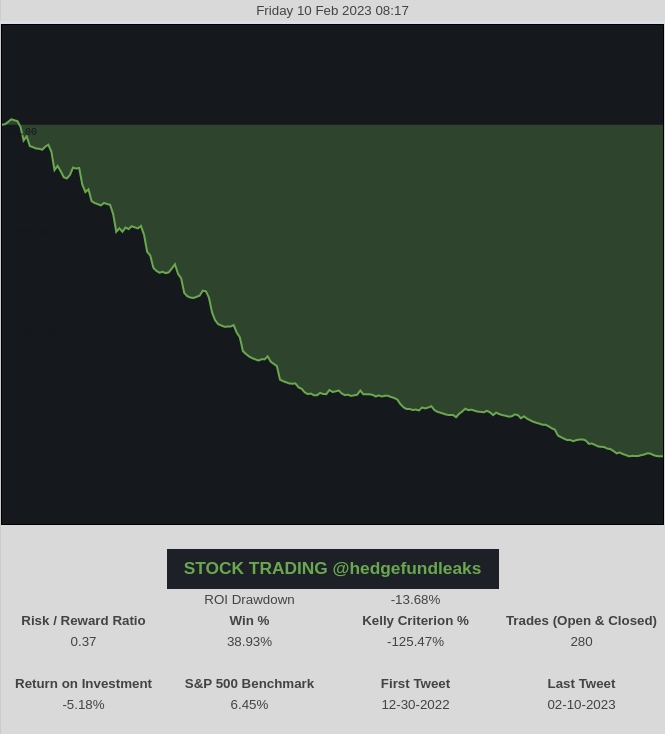 Friday 10 Feb 2023 08:17
STOCK TRADING @hedgefundleaks
ROI Drawdown -13.68%
Risk / Reward Ratio Win % Kelly Criterion % Trades (Open & Closed)
0.37 38.93% -125.47% 280
Return on Investment S&P 500 Benchmark First Tweet Last Tweet
-5.18% 6.45% 12-30-2022 02-10-2023